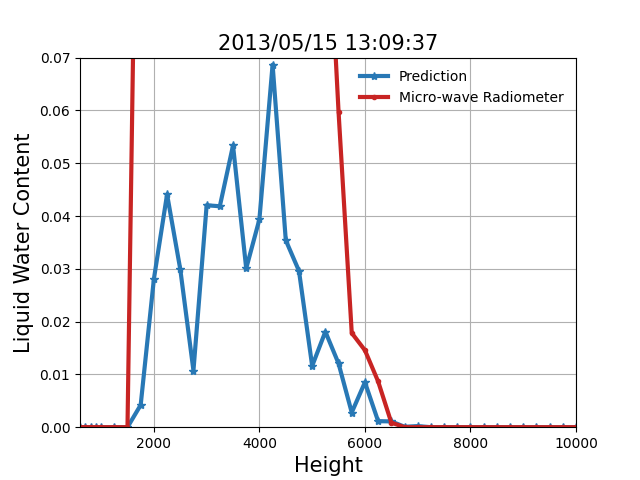 2013/05/15 13:09:37
0.07
0.06
0.05
0.04
0.03
0.02
0.01
0.00
Liquid Water Content
Prediction
Micro-wave Radiometer
2000 4000 6000 8000 10000
Height